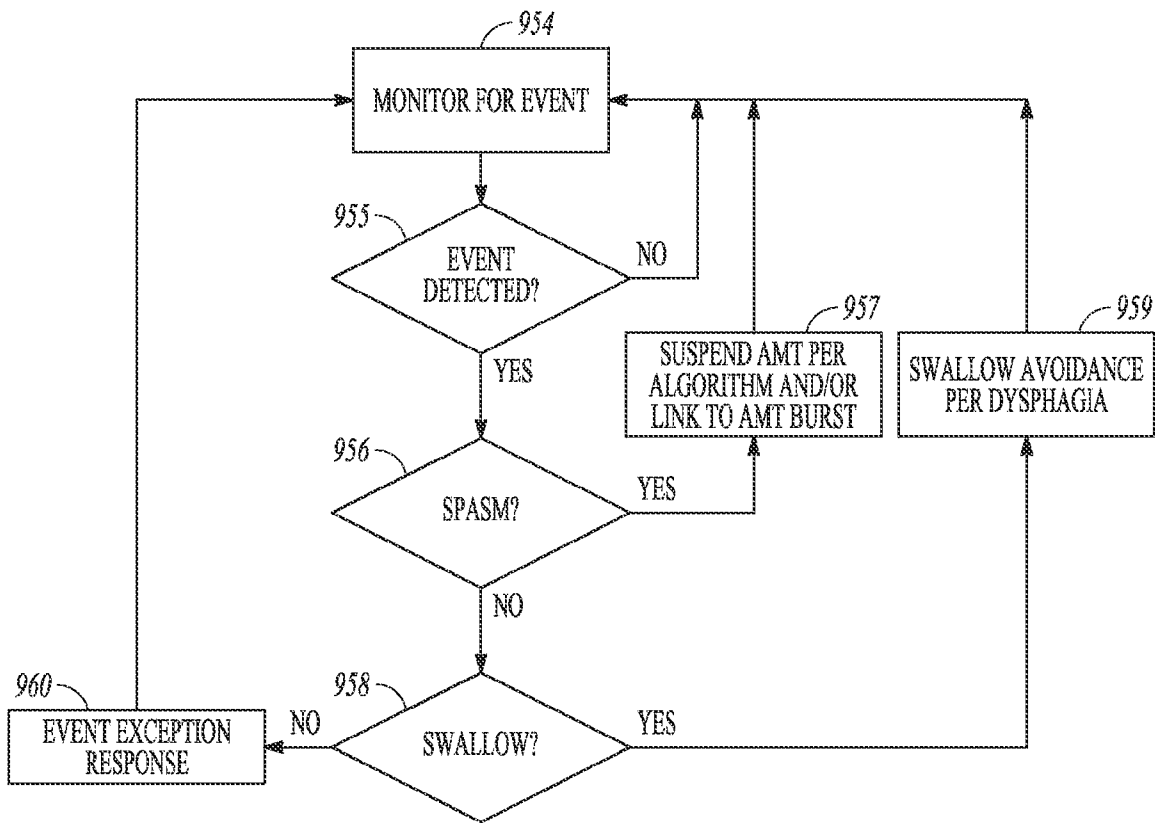 954
MONITOR FOR EVENT
955
EVENT
DETECTED?
NO
YES
957
SUSPEND AMT PER
ALGORITHM AND/OR
LINK TO AMT BURST
959
SWALLOW AVOIDANCE
PER DYSPHAGIA
956
SPASM?
YES
NO
960
EVENT EXCEPTION
RESPONSE
NO
958
SWALLOW?
YES